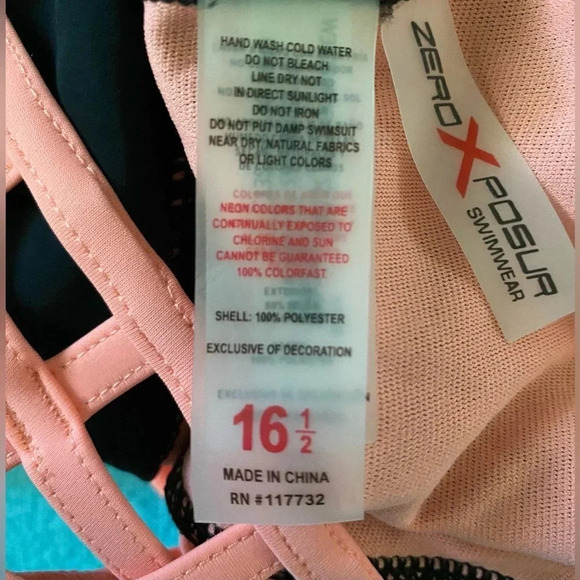 HAND WASH COLD WATER
DO NOT BLEACH
LINE DRY NOT
IN DIRECT SUNLIGHT
DO NOT IRON
DO NOT PUT DAMP SWIMSUIT
NEAR DRY, NATURAL FABRICS
OR LIGHT COLORS
NEON COLORS THAT ARE
CONTINUALLY EXPOSED TO
CHLORINE AND SUN
CANNOT BE GUARANTEED
100% COLORFAST.
SHELL: 100% POLYESTER
EXCLUSIVE OF DECORATION
16 1/2
MADE IN CHINA
RN #117732
ZEROXPOSUR
SWIMWEAR